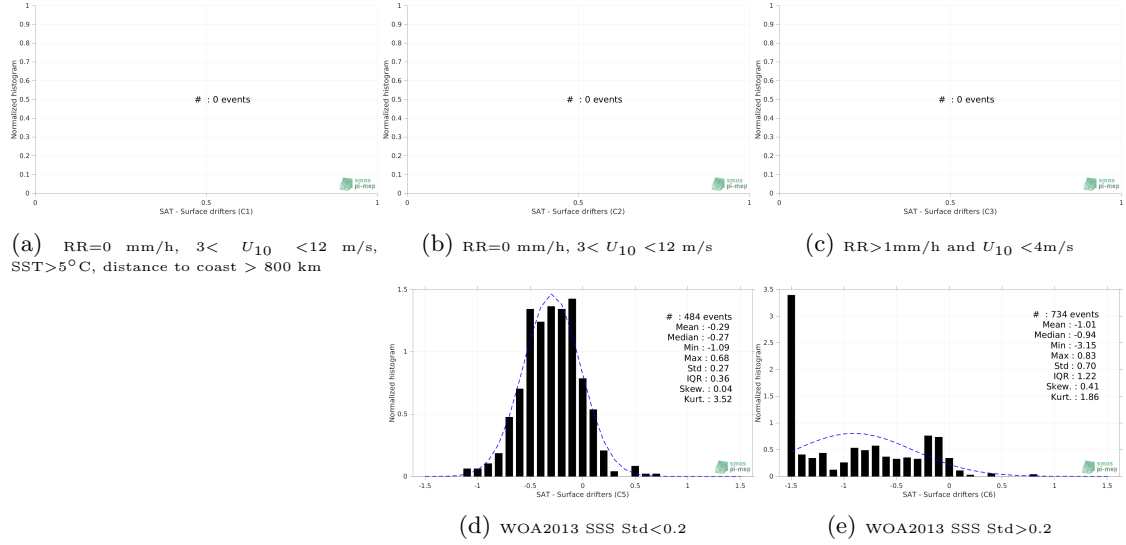 1
0.9
0.8
0.7
0.6
0.5
0.4
0.3
0.2
0.1
0
Normalized histogram
# : 0 events
smos
pi-mep
0 0.5 1
SAT - Surface drifters (C1)
1
0.9
0.8
0.7
0.6
0.5
0.4
0.3
0.2
0.1
0
Normalized histogram
# : 0 events
smos
pi-mep
0 0.5 1
SAT - Surface drifters (C2)
1
0.9
0.8
0.7
0.6
0.5
0.4
0.3
0.2
0.1
0
Normalized histogram
# : 0 events
smos
pi-mep
0 0.5 1
SAT - Surface drifters (C3)
(a) RR=0 mm/h, 3< U10 <12 m/s,
SST>5°C, distance to coast > 800 km
(b) RR=0 mm/h, 3< U10 <12 m/s
(c) RR>1mm/h and U10 <4m/s
1.5
1
0.5
0
Normalized histogram
# : 484 events
Mean : -0.29
Median : -0.27
Min : -1.09
Max : 0.68
Std : 0.27
IQR : 0.36
Skew. : 0.04
Kurt. : 3.52
smos
pi-mep
-1.5 -1 -0.5 0 0.5 1 1.5
SAT - Surface drifters (C5)
3.5
3
2.5
2
1.5
1
0.5
0
Normalized histogram
# : 734 events
Mean : -1.01
Median : -0.94
Min : -3.15
Max : 0.83
Std : 0.70
IQR : 1.22
Skew. : 0.41
Kurt. : 1.86
smos
pi-mep
-1.5 -1 -0.5 0 0.5 1 1.5
SAT - Surface drifters (C6)
(d) WOA2013 SSS Std<0.2
(e) WOA2013 SSS Std>0.2